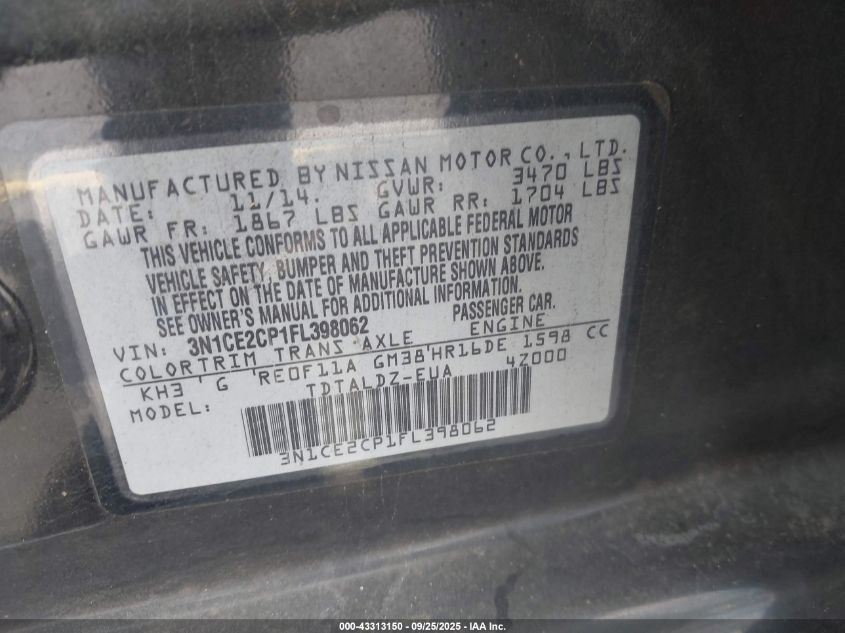 MANUFACTURED BY NISSAN MOTOR CO., LTD.
DATE: 11/14. GVWR: 3470 LBS
GAWR FR: 1867 LBS GAWR RR: 1704 LBS
THIS VEHICLE CONFORMS TO ALL APPLICABLE FEDERAL MOTOR
VEHICLE SAFETY, BUMPER AND THEFT PREVENTION STANDARDS
IN EFFECT ON THE DATE OF MANUFACTURE SHOWN ABOVE.
SEE OWNER'S MANUAL FOR ADDITIONAL INFORMATION.
VIN: 3N1CE2CP1FL398062 PASSENGER CAR.
COLOR TRIM TRANS AXLE ENGINE
KH3 ' G 'RE0F11A GM38'HR16DE 1598 CC
MODEL: TDTALDZ-EUA 4Z000
3N1CE2CP1FL398062
000-43313150 - 09/25/2025 - IAA Inc.